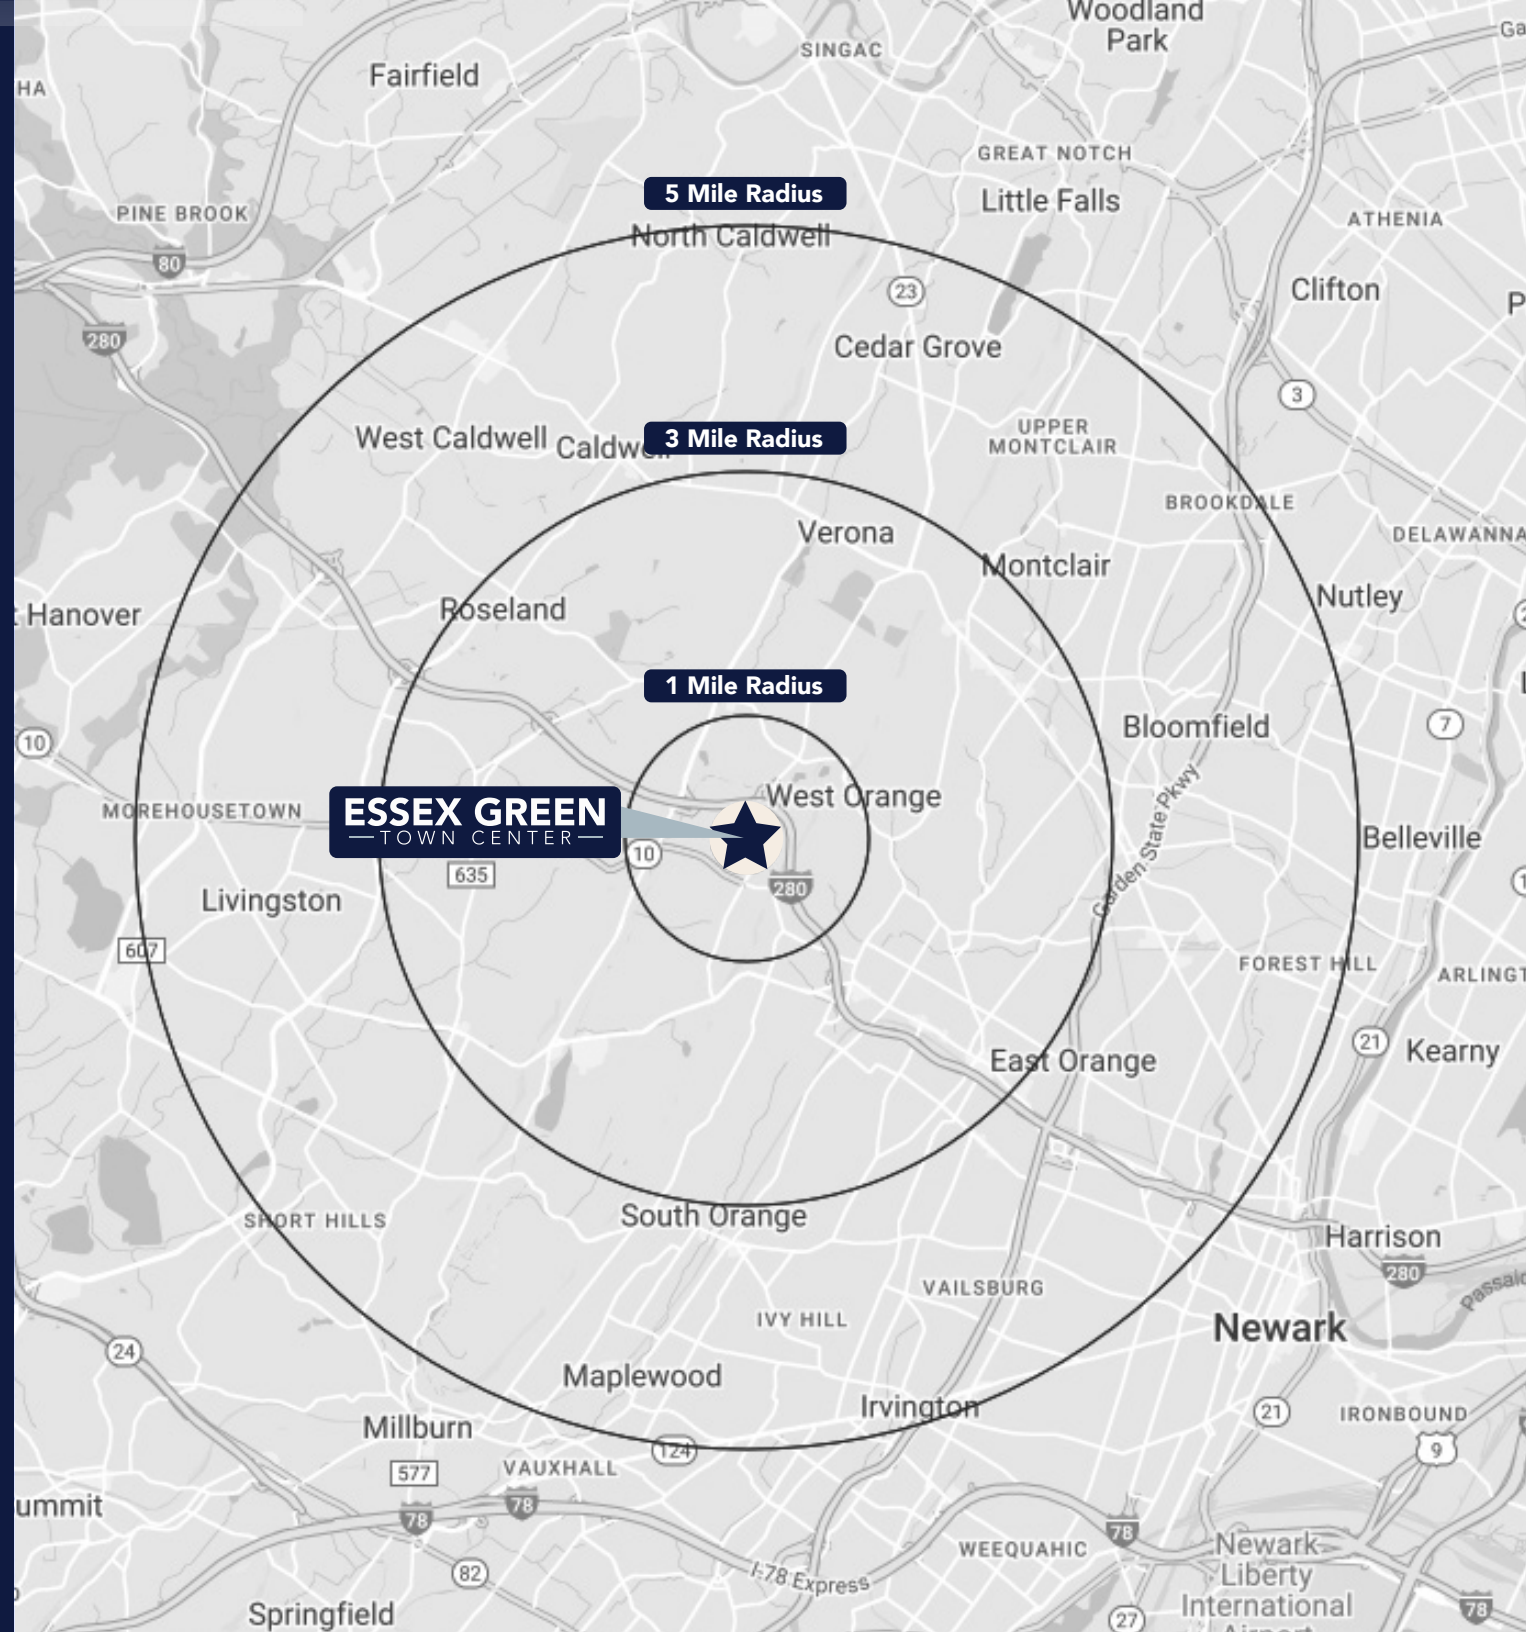 Woodland
Park
SINGAC
Fairfield
HA
GREAT NOTCH
Little Falls
5 Mile Radius
PINE BROOK
ATHENIA
North Caldwell
80
23
Clifton
280
Cedar Grove
3
West Caldwell
Caldwell
3 Mile Radius
UPPER
MONTCLAIR
BROOKDALE
Verona
DELAWANNA
Montclair
Roseland
Nutley
Hanover
1 Mile Radius
Bloomfield
7
10
West Orange
MOREHOUSETOWN
ESSEX GREEN
TOWN CENTER
10
Belleville
635
280
Garden State Pkwy
Livingston
607
FOREST HILL
ARLINGT
21
Kearny
East Orange
South Orange
SHORT HILLS
Harrison
280
Passaic
VAILSBURG
IVY HILL
Newark
24
Maplewood
Irvington
21
IRONBOUND
Millburn
124
9
577
VAUXHALL
78
78
ummit
78
WEEQUAHIC
Newark
Liberty
International
Airport
82
I-78 Express
78
27
Springfield